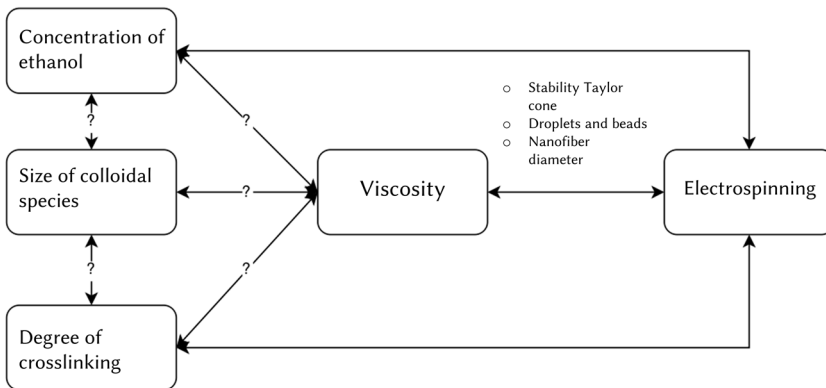 Concentration of
ethanol
?
?
Stability Taylor
cone
Droplets and beads
Nanofiber
diameter
Size of colloidal
species
?
Viscosity
Electrospinning
?
?
Degree of
crosslinking